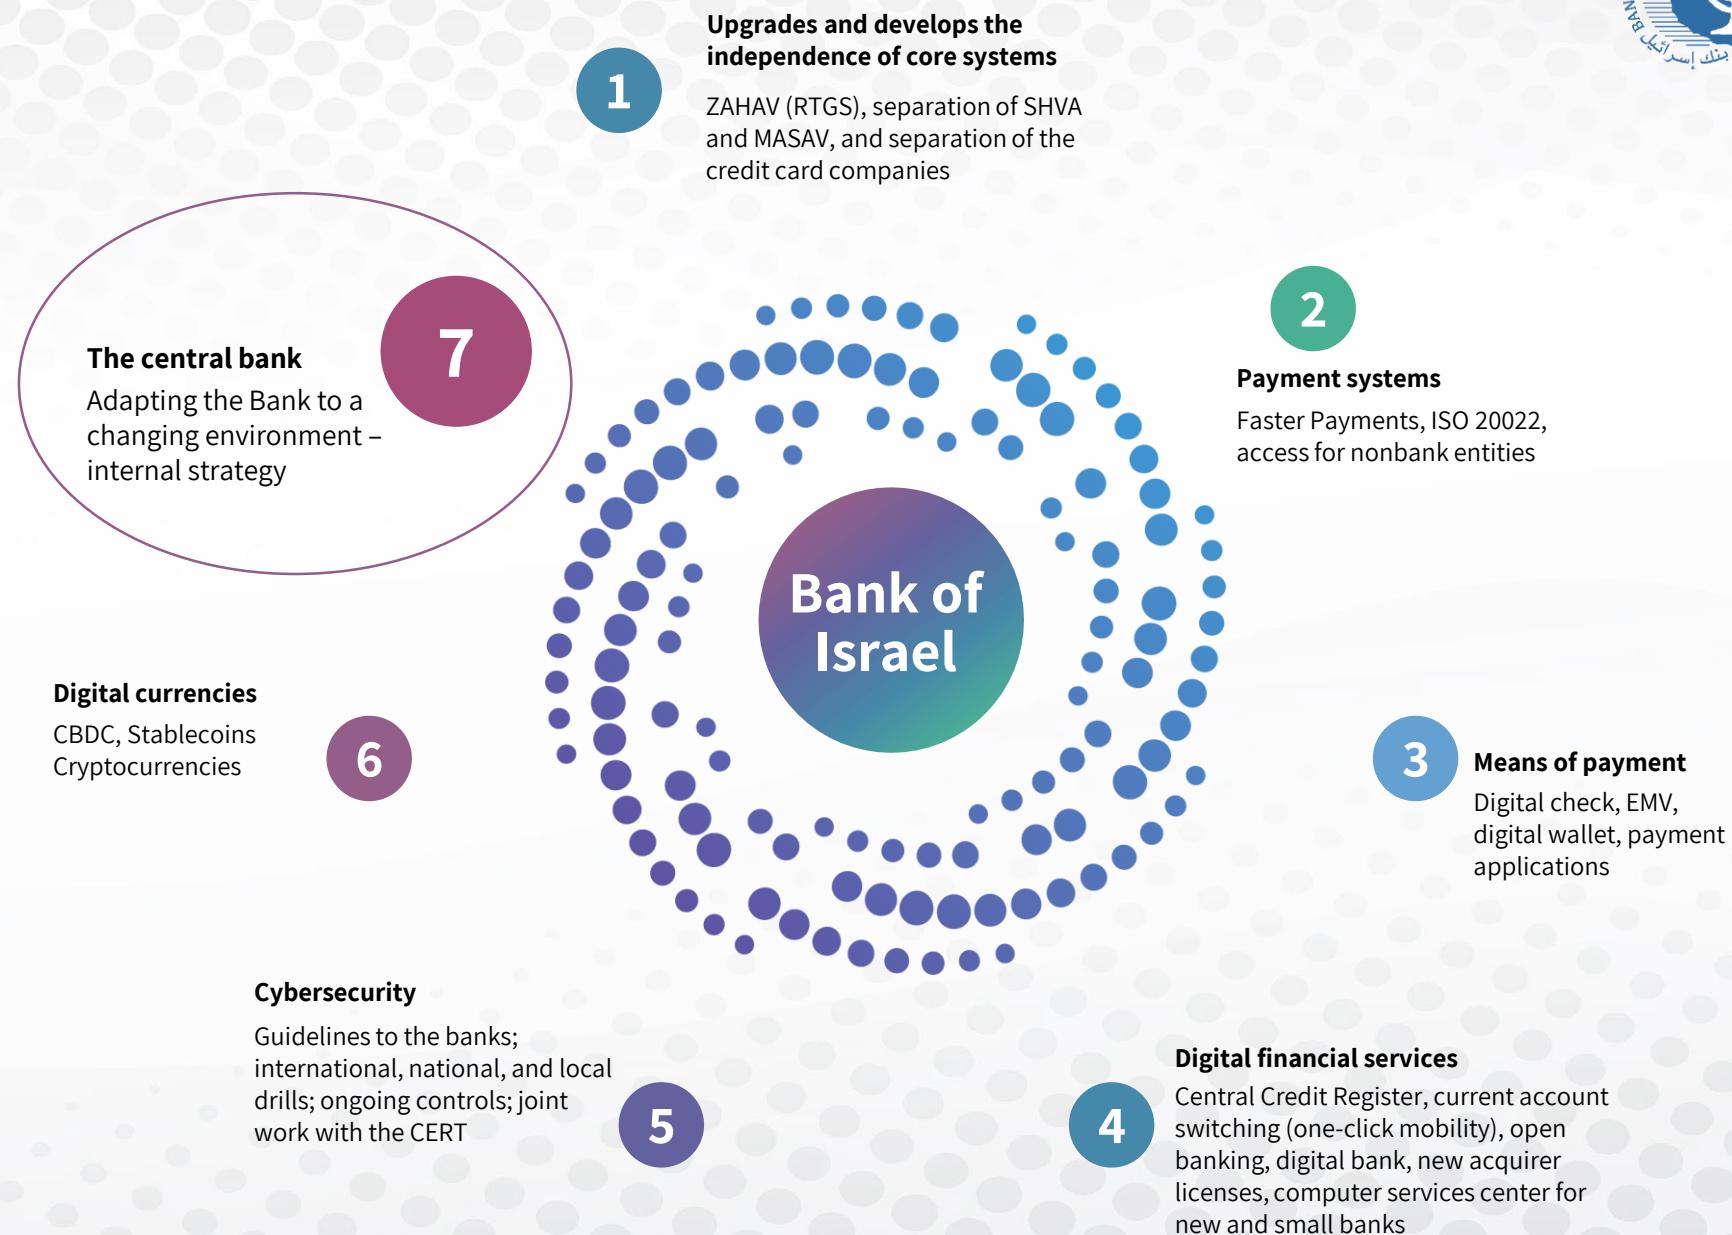 Upgrades and develops the
independence of core systems
1
ZAHAV (RTGS), separation of SHVA
and MASAV, and separation of the
credit card companies
2
Payment systems
Faster Payments, ISO 20022,
access for nonbank entities
3
Means of payment
Digital check, EMV,
digital wallet, payment
applications
4
Digital financial services
Central Credit Register, current account
switching (one-click mobility), open
banking, digital bank, new acquirer
licenses, computer services center for
new and small banks
5
Cybersecurity
Guidelines to the banks;
international, national, and local
drills; ongoing controls; joint
work with the CERT
6
Digital currencies
CBDC, Stablecoins
Cryptocurrencies
7
The central bank
Adapting the Bank to a
changing environment –
internal strategy
Bank of
Israel
بنك إسرائيل